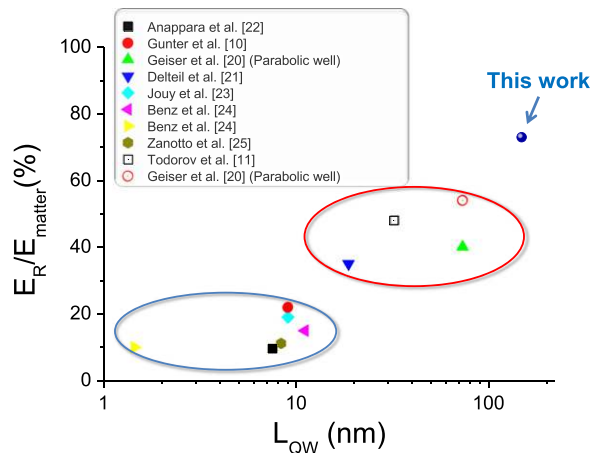 Anappara et al. [22]
Gunter et al. [10]
Geiser et al. [20] (Parabolic well)
Delteil et al. [21]
Jouy et al. [23]
Benz et al. [24]
Benz et al. [24]
Zanotto et al. [25]
Todorov et al. [11]
Geiser et al. [20] (Parabolic well)
This work
100
80
60
40
20
0
E_R/E_matter(%)
1
10
100
L_QW (nm)